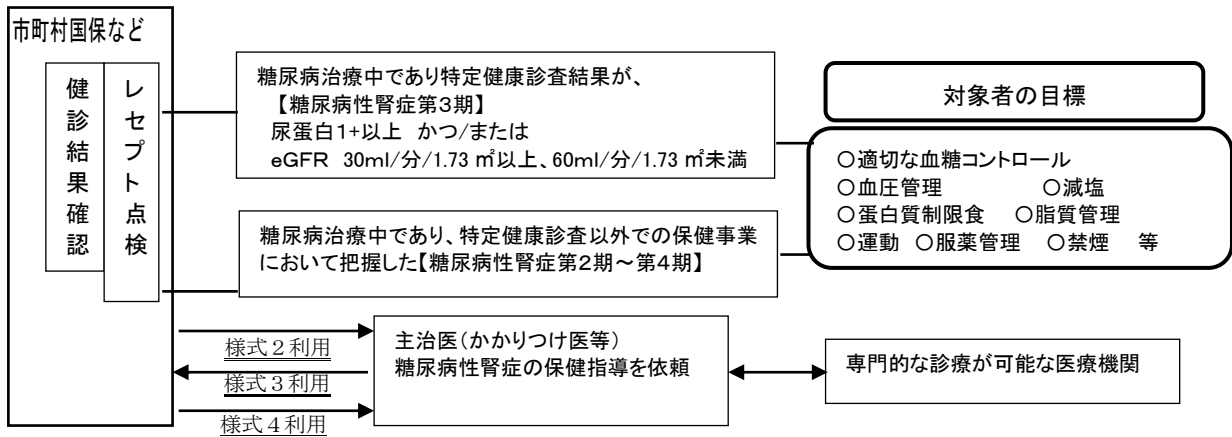 市町村国保など
健診結果確認
レセプト点検
糖尿病治療中であり特定健康診査結果が、
【糖尿病性腎症第3期】
尿蛋白1+以上 かつ/または
eGFR 30ml/分/1.73 ㎡以上、60ml/分/1.73 ㎡未満
糖尿病治療中であり、特定健康診査以外での保健事業
において把握した【糖尿病性腎症第2期～第4期】
対象者の目標
○適切な血糖コントロール
○血圧管理 ○減塩
○蛋白質制限食 ○脂質管理
○運動 ○服薬管理 ○禁煙 等
様式２利用
様式３利用
様式４利用
主治医（かかりつけ医等）
糖尿病性腎症の保健指導を依頼
専門的な診療が可能な医療機関